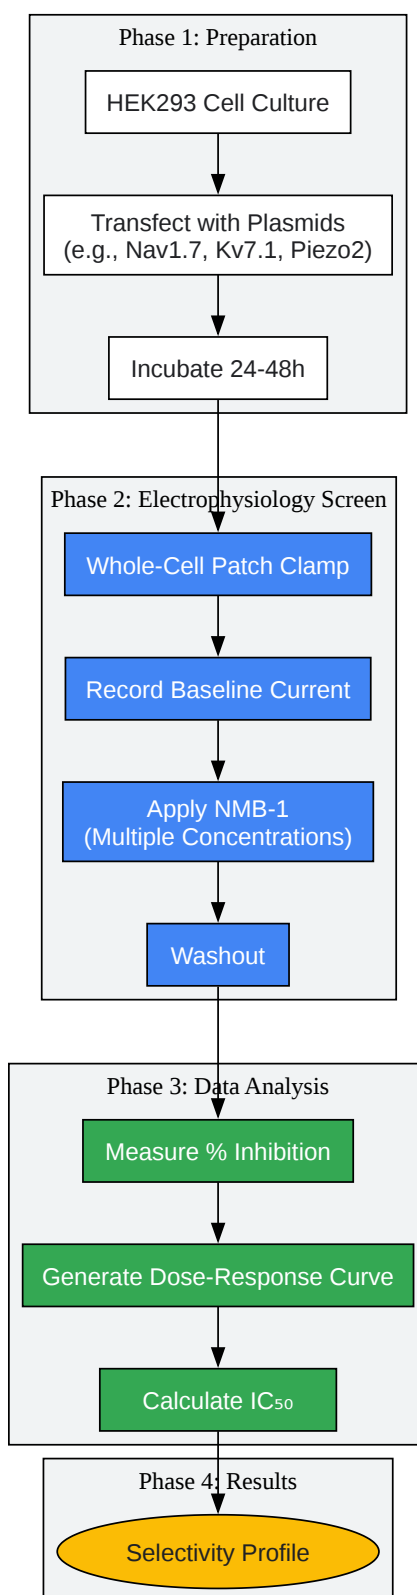 Phase 1: Preparation
HEK293 Cell Culture
Transfect with Plasmids
(e.g., Nav1.7, Kv7.1, Piezo2)
Incubate 24-48h
Phase 2: Electrophysiology Screen
Whole-Cell Patch Clamp
Record Baseline Current
Apply NMB-1
(Multiple Concentrations)
Washout
Phase 3: Data Analysis
Measure % Inhibition
Generate Dose-Response Curve
Calculate IC₅₀
Phase 4: Results
Selectivity Profile